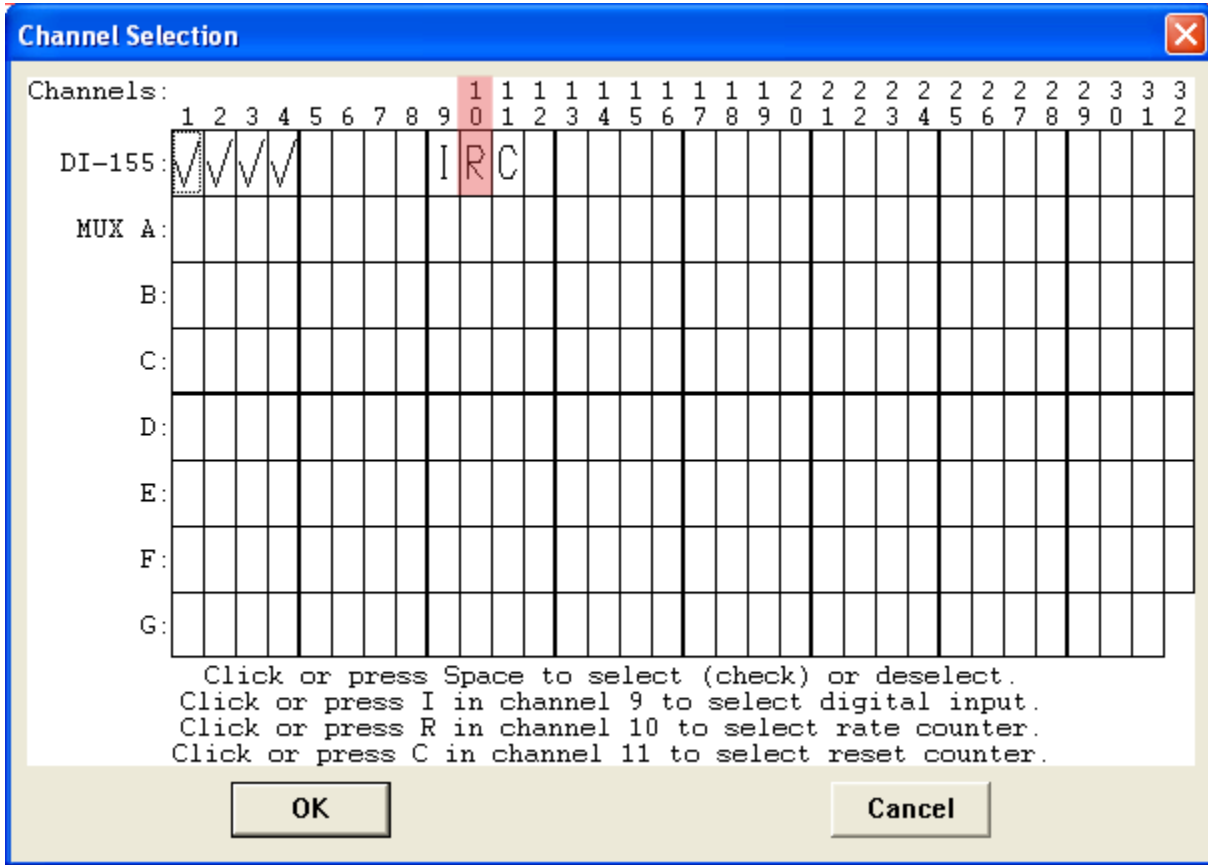 Channel Selection
Channels: 1 2 3 4 5 6 7 8 9 10 11 12 13 14 15 16 17 18 19 20 21 22 23 24 25 26 27 28 29 30 31 32
DI-155: √ √ √ √ I R C
MUX A:
B:
C:
D:
E:
F:
G:
Click or press Space to select (check) or deselect.
Click or press I in channel 9 to select digital input.
Click or press R in channel 10 to select rate counter.
Click or press C in channel 11 to select reset counter.
OK Cancel